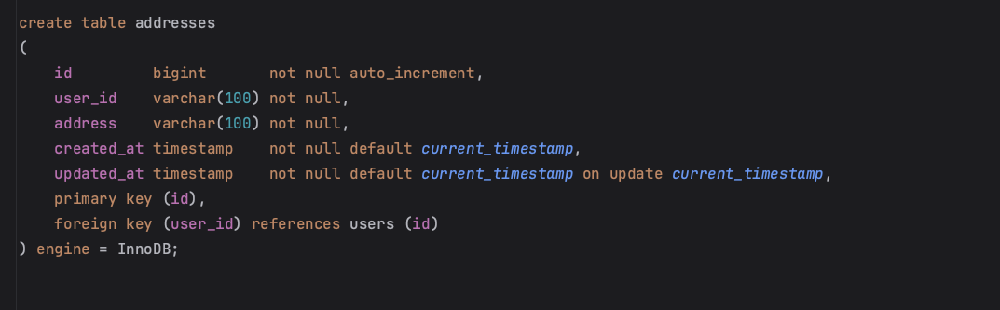 create table addresses
(
    id         bigint       not null auto_increment,
    user_id    varchar(100) not null,
    address    varchar(100) not null,
    created_at timestamp    not null default current_timestamp,
    updated_at timestamp    not null default current_timestamp on update current_timestamp,
    primary key (id),
    foreign key (user_id) references users (id)
) engine = InnoDB;